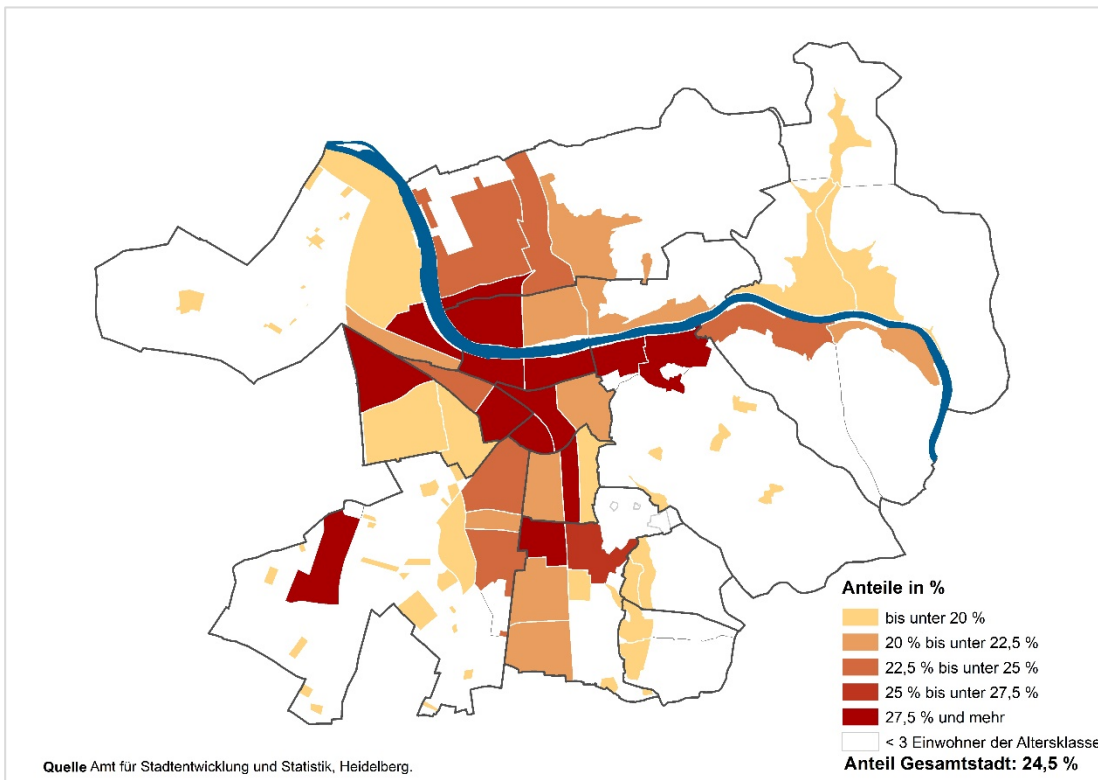 Anteile in %
bis unter 20 %
20 % bis unter 22,5 %
22,5 % bis unter 25 %
25 % bis unter 27,5 %
27,5 % und mehr
< 3 Einwohner der Altersklasse
Anteil Gesamtstadt: 24,5 %
Quelle Amt für Stadtentwicklung und Statistik, Heidelberg.